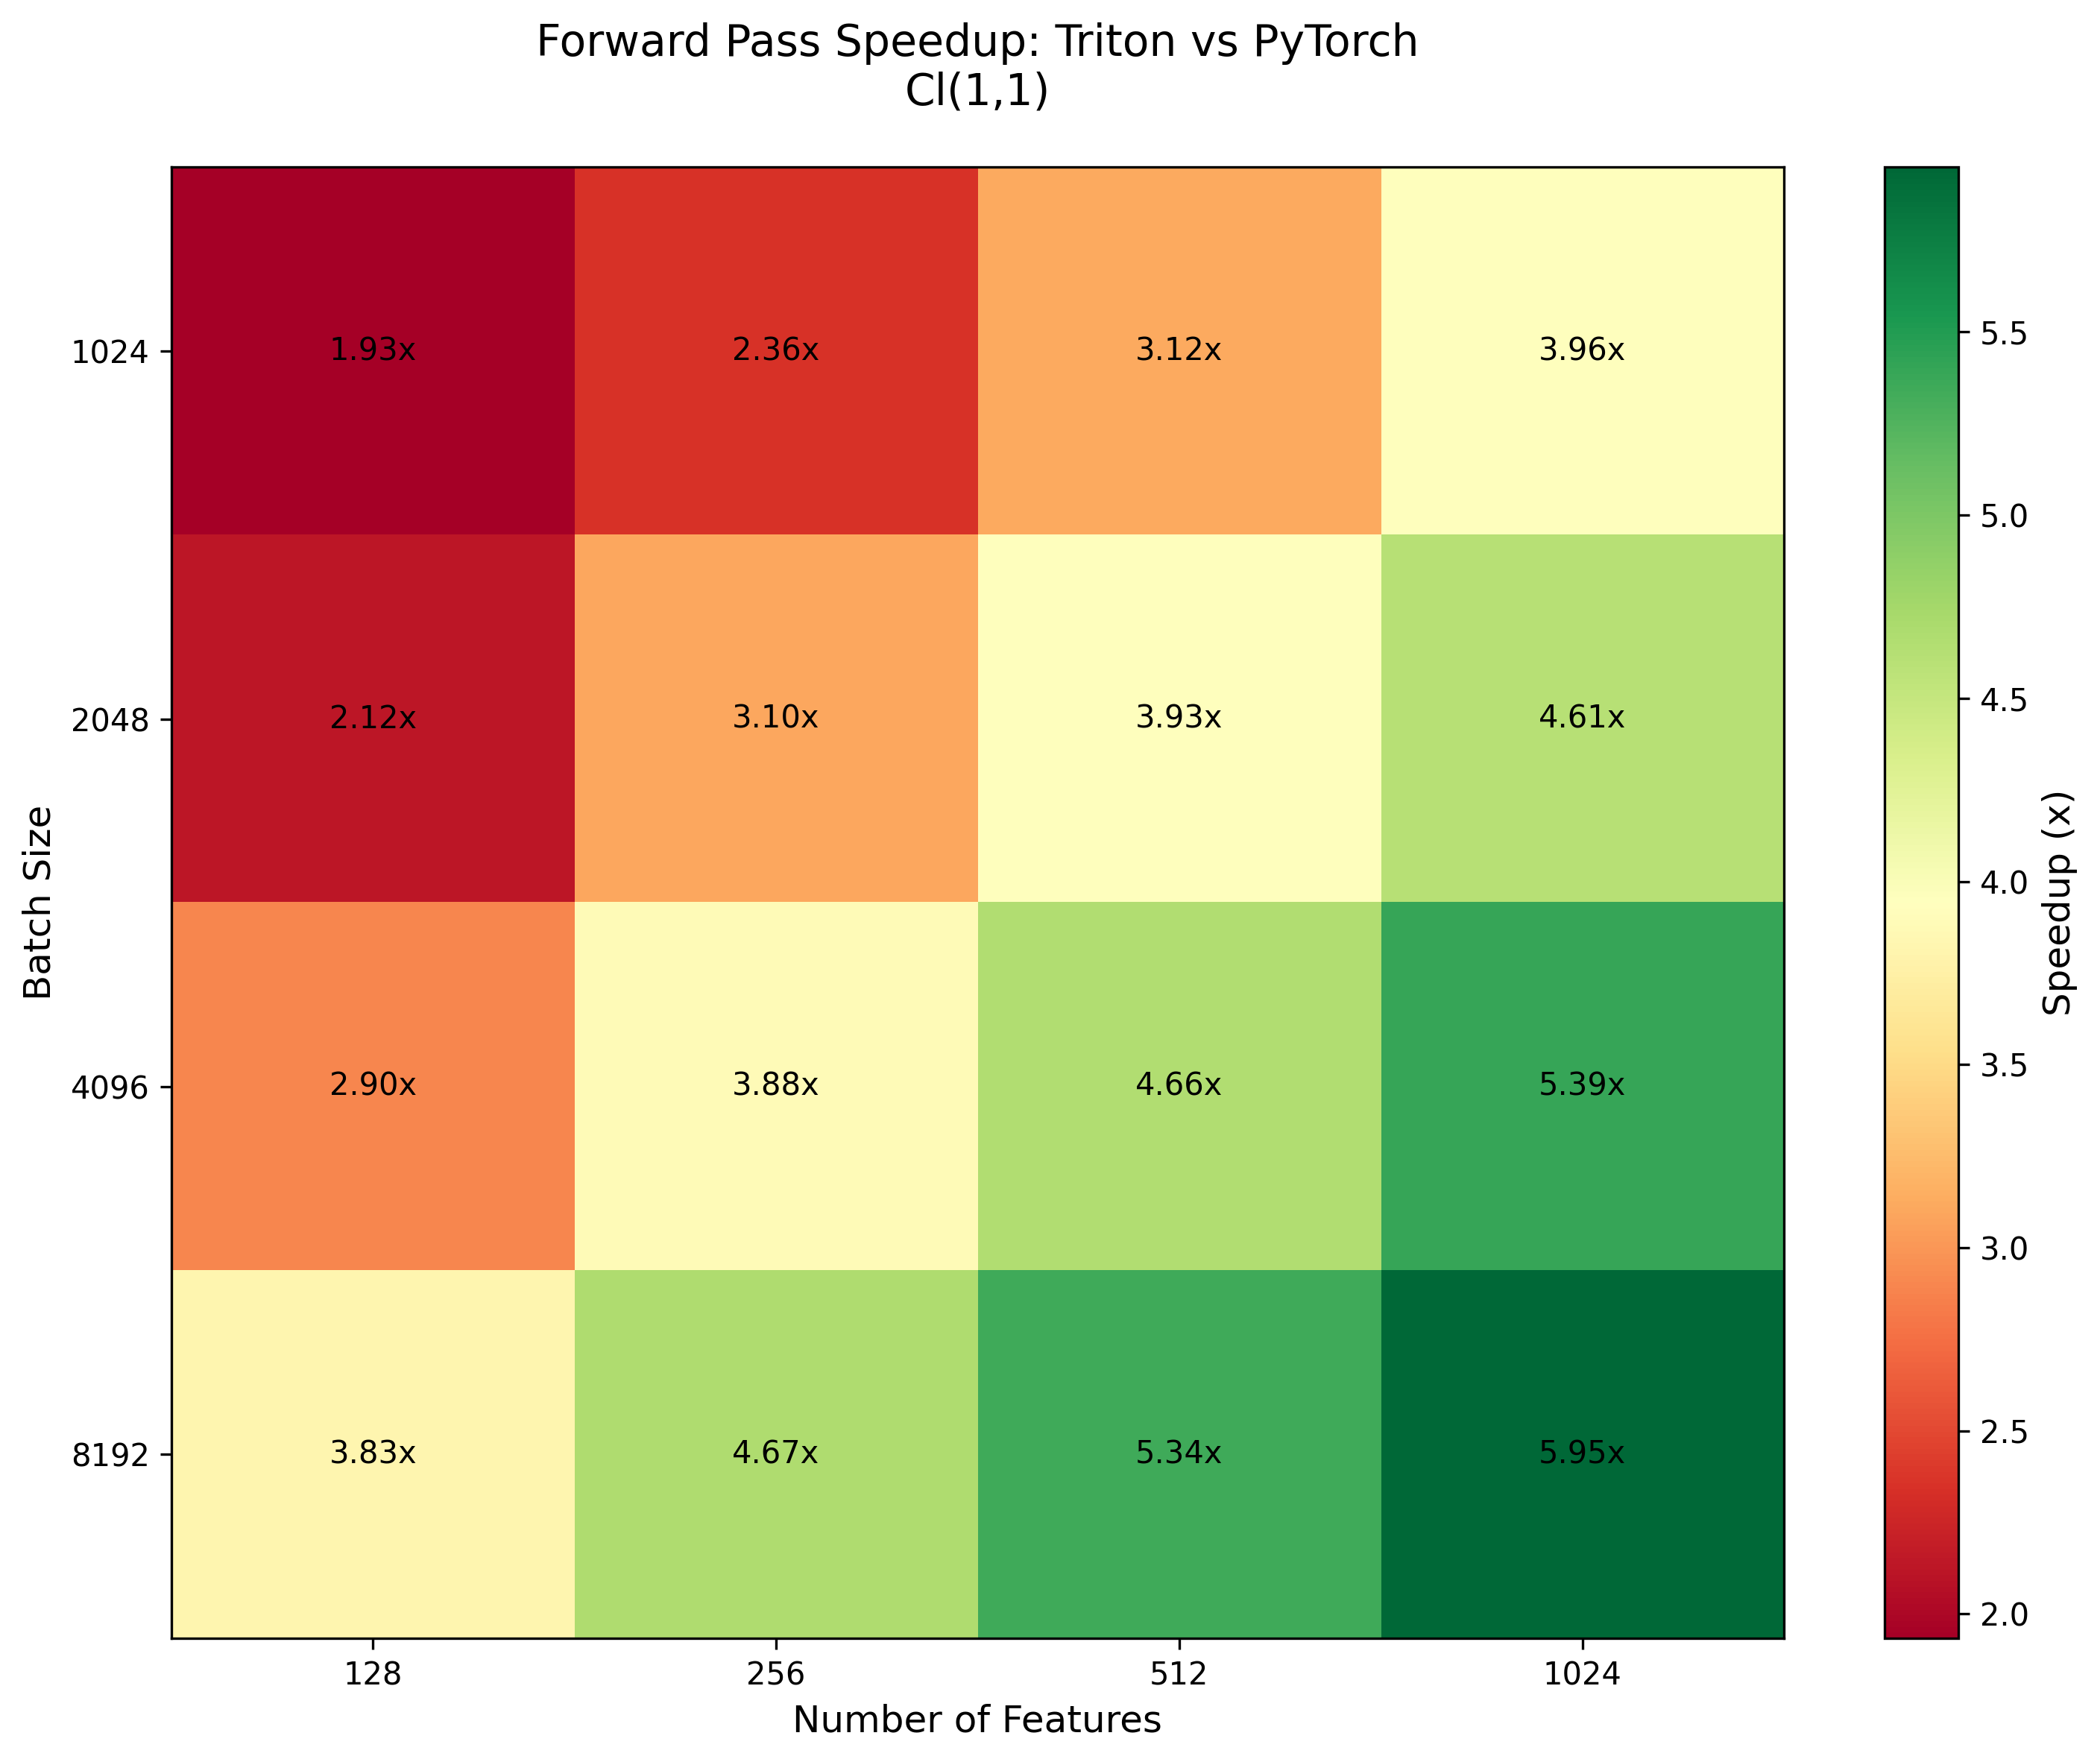 Forward Pass Speedup: Triton vs PyTorch
Cl(1,1)
1024 1.93x 2.36x 3.12x 3.96x
2048 2.12x 3.10x 3.93x 4.61x
4096 2.90x 3.88x 4.66x 5.39x
8192 3.83x 4.67x 5.34x 5.95x
128 256 512 1024
Number of Features
Batch Size
5.5
5.0
4.5
4.0
3.5
3.0
2.5
2.0
Speedup (x)